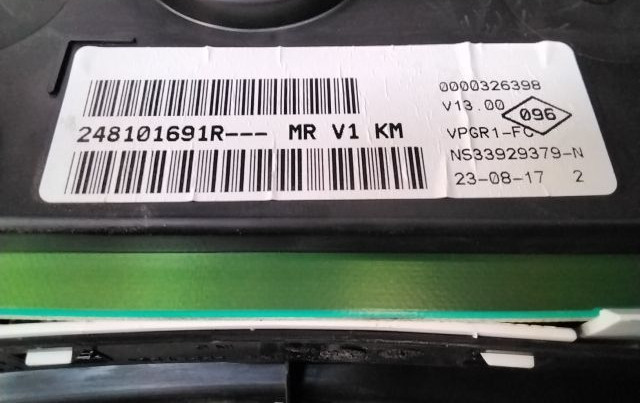 0000326398
V13.00
096
248101691R--- MR V1 KM
VPGR1-FC
NS33929379-N
23-08-17 2